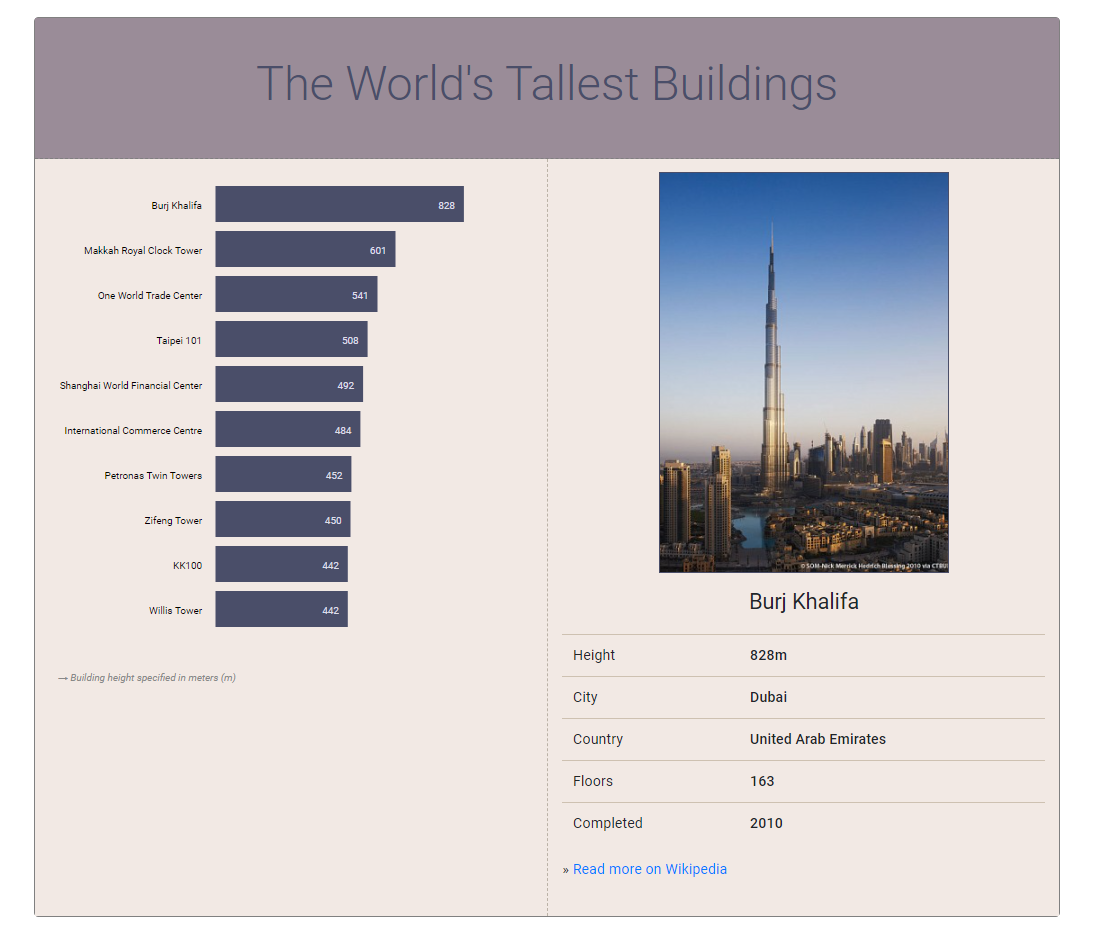 The World's Tallest Buildings
Burj Khalifa 828
Makkah Royal Clock Tower 601
One World Trade Center 541
Taipei 101 508
Shanghai World Financial Center 492
International Commerce Centre 484
Petronas Twin Towers 452
Zifeng Tower 450
KK100 442
Willis Tower 442
→ Building height specified in meters (m)
© SOM-Nick Merrick Hedrich Blessing 2010 via CTBUH
Burj Khalifa
Height 828m
City Dubai
Country United Arab Emirates
Floors 163
Completed 2010
» Read more on Wikipedia